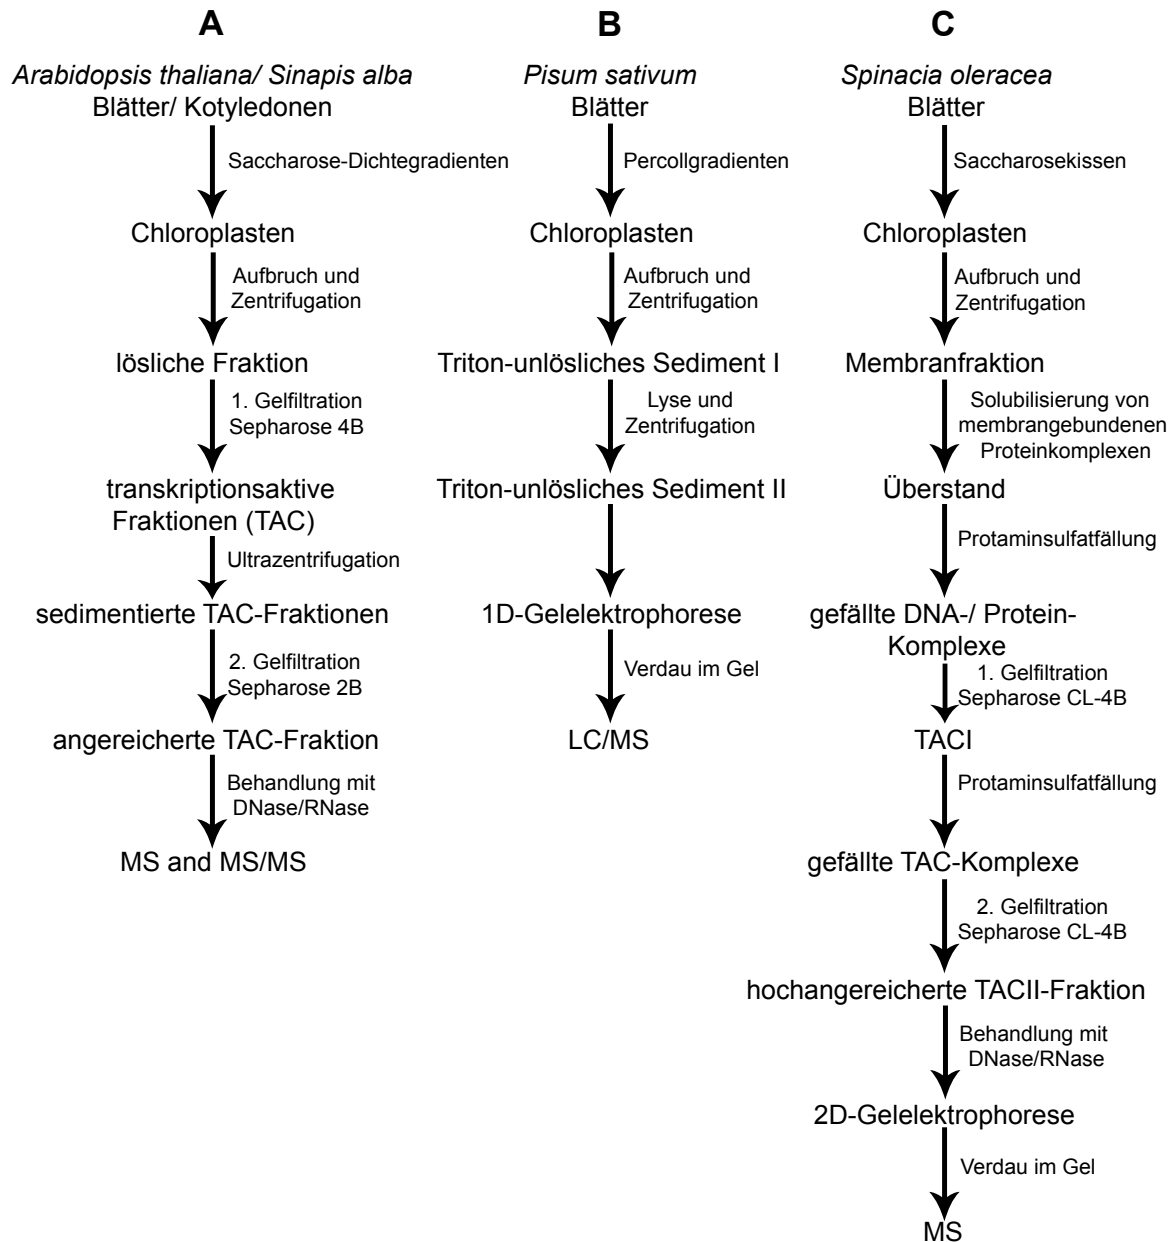 A
Arabidopsis thaliana/ Sinapis alba
Blätter/ Kotyledonen
Saccharose-Dichtegradienten
Chloroplasten
Aufbruch und
Zentrifugation
lösliche Fraktion
1. Gelfiltration
Sepharose 4B
transkriptionsaktive
Fraktionen (TAC)
Ultrazentrifugation
sedimentierte TAC-Fraktionen
2. Gelfiltration
Sepharose 2B
angereicherte TAC-Fraktion
Behandlung mit
DNase/RNase
MS and MS/MS
B
Pisum sativum
Blätter
Percollgradienten
Chloroplasten
Aufbruch und
Zentrifugation
Triton-unlösliches Sediment I
Lyse und
Zentrifugation
Triton-unlösliches Sediment II
1D-Gelelektrophorese
Verdau im Gel
LC/MS
C
Spinacia oleracea
Blätter
Saccharosekissen
Chloroplasten
Aufbruch und
Zentrifugation
Membranfraktion
Solubilisierung von
membrangebundenen
Proteinkomplexen
Überstand
Protaminsulfatfällung
gefällte DNA-/ Protein-
Komplexe
1. Gelfiltration
Sepharose CL-4B
TACI
Protaminsulfatfällung
gefällte TAC-Komplexe
2. Gelfiltration
Sepharose CL-4B
hochangereicherte TACII-Fraktion
Behandlung mit
DNase/RNase
2D-Gelelektrophorese
Verdau im Gel
MS